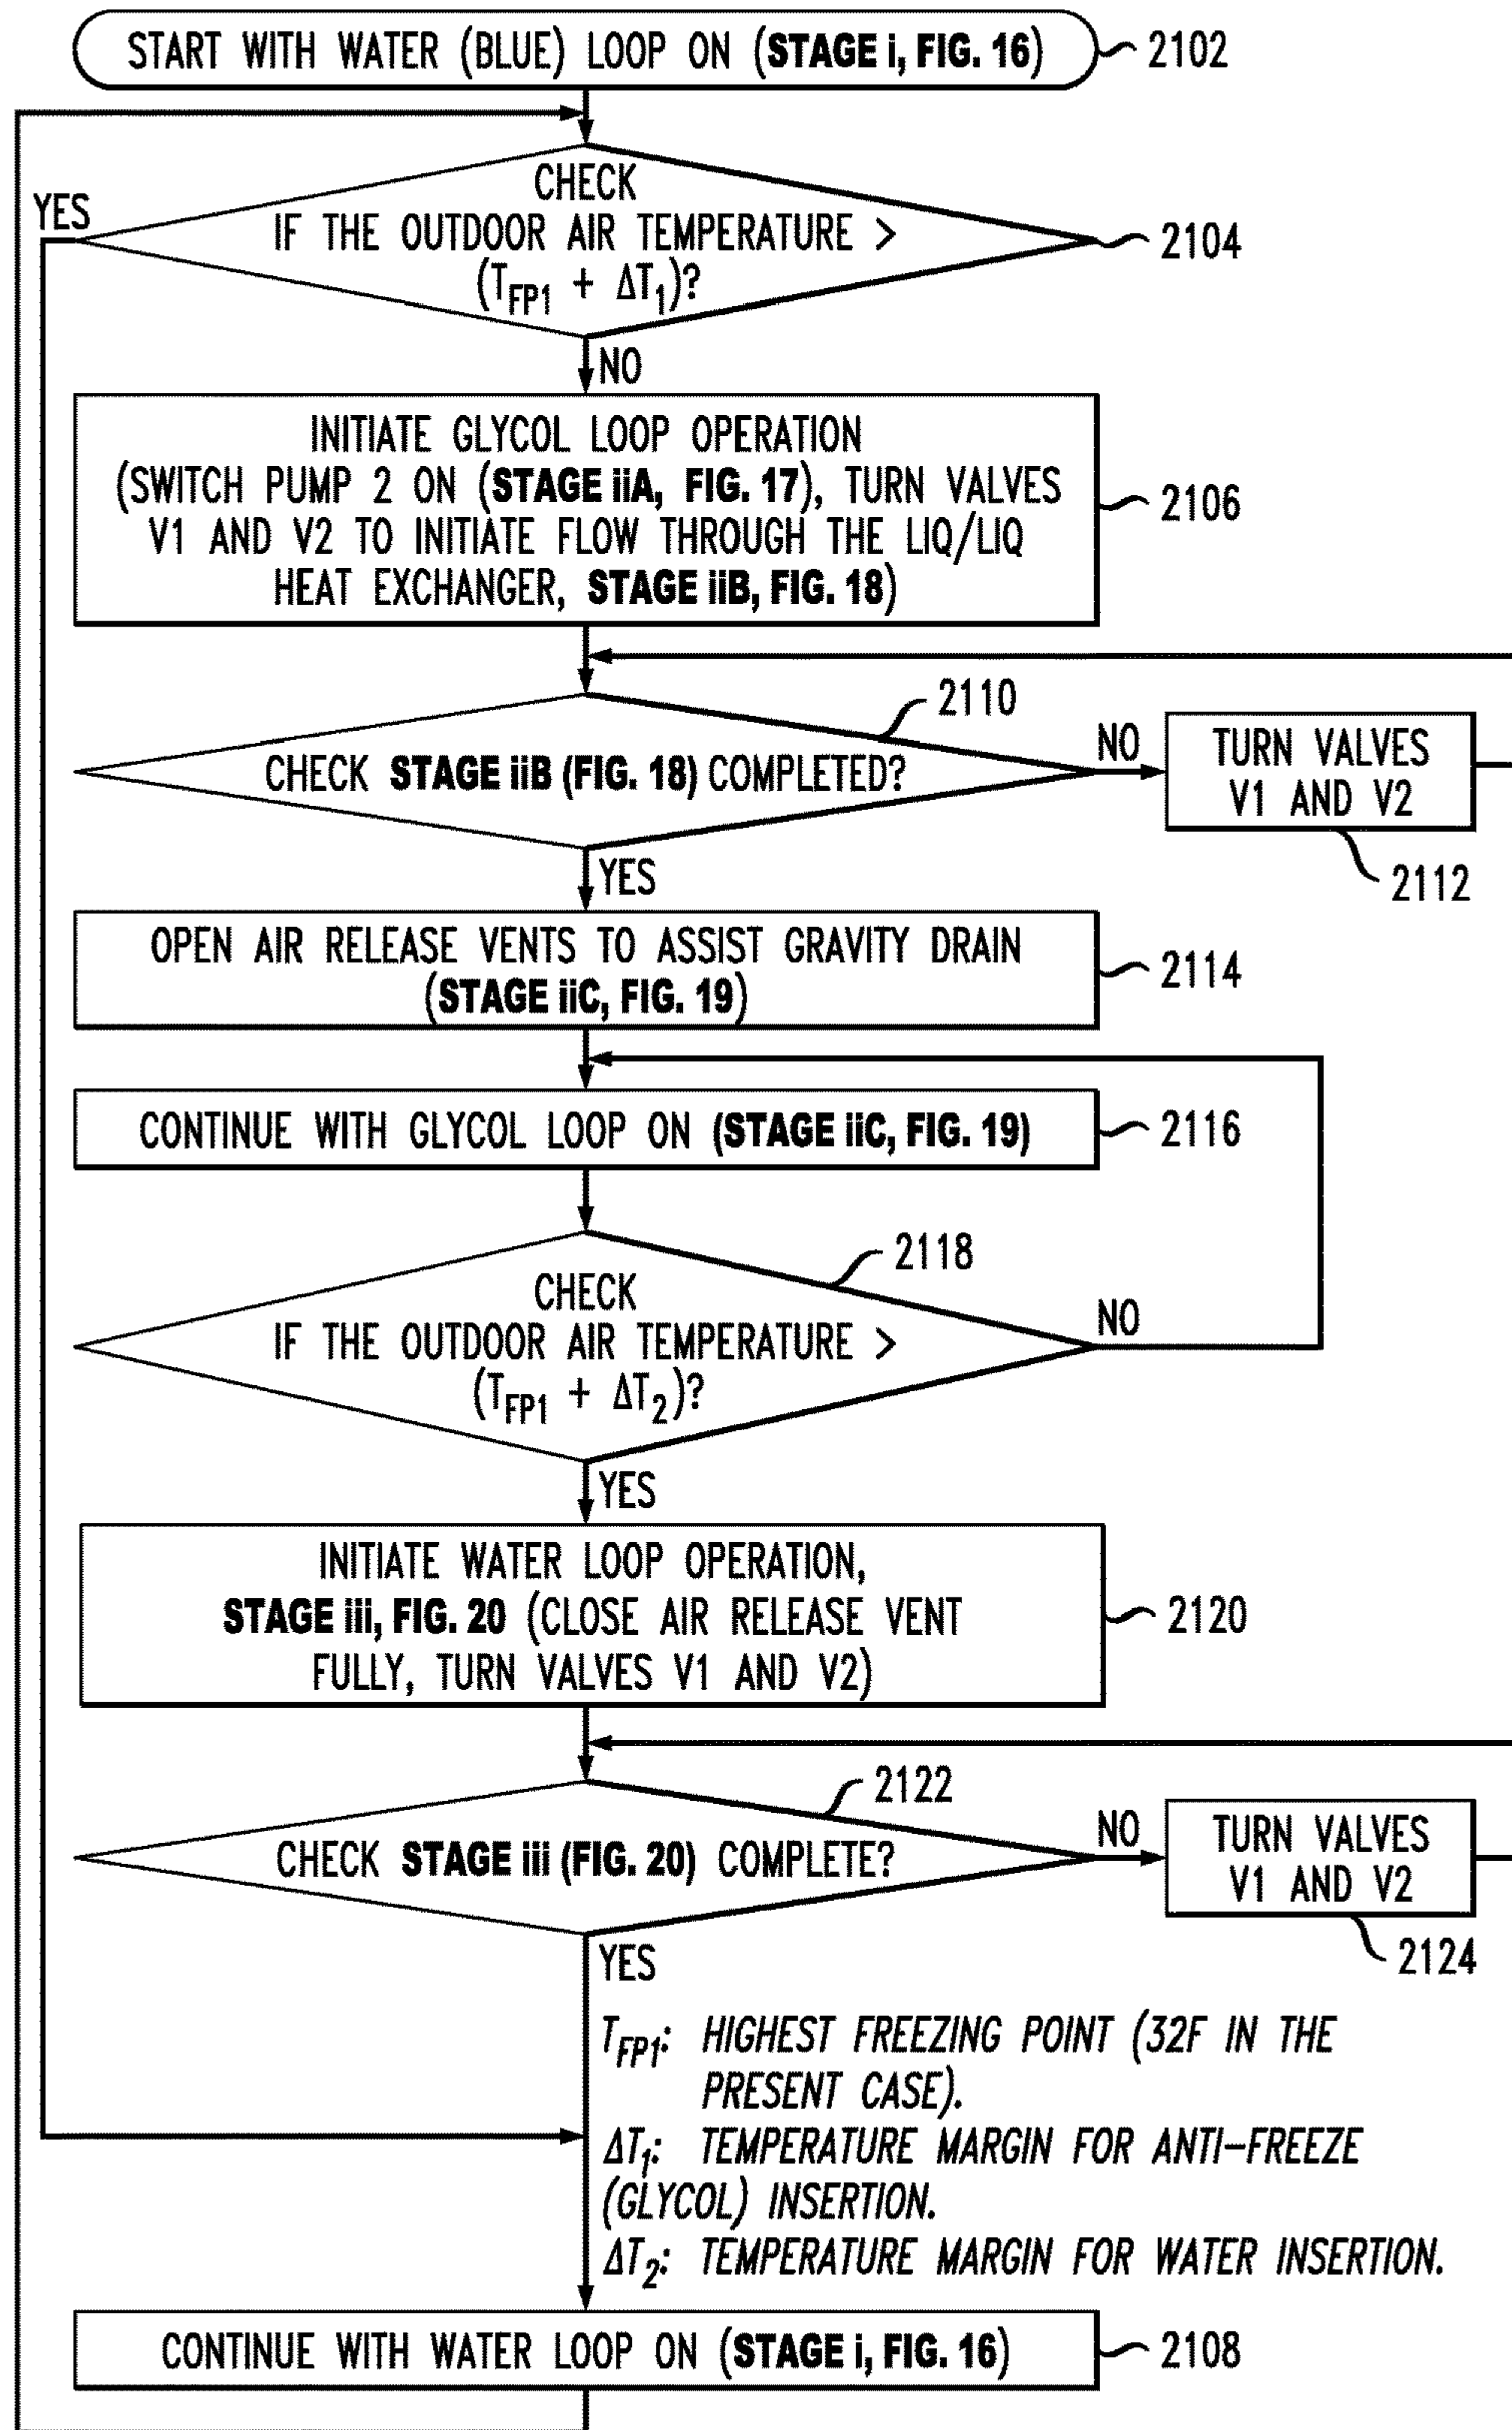 START WITH WATER (BLUE) LOOP ON (STAGE i, FIG. 16)
2102
YES
CHECK
IF THE OUTDOOR AIR TEMPERATURE >
(T_FP1 + ΔT_1)?
2104
NO
INITIATE GLYCOL LOOP OPERATION
(SWITCH PUMP 2 ON (STAGE iiA, FIG. 17), TURN VALVES
V1 AND V2 TO INITIATE FLOW THROUGH THE LIQ/LIQ
HEAT EXCHANGER, STAGE iiB, FIG. 18)
2106
2110
CHECK STAGE iiB (FIG. 18) COMPLETED?
NO
TURN VALVES
V1 AND V2
2112
YES
OPEN AIR RELEASE VENTS TO ASSIST GRAVITY DRAIN
(STAGE iiC, FIG. 19)
2114
CONTINUE WITH GLYCOL LOOP ON (STAGE iiC, FIG. 19)
2116
2118
CHECK
IF THE OUTDOOR AIR TEMPERATURE >
(T_FP1 + ΔT_2)?
NO
YES
INITIATE WATER LOOP OPERATION,
STAGE iii, FIG. 20 (CLOSE AIR RELEASE VENT
FULLY, TURN VALVES V1 AND V2)
2120
2122
CHECK STAGE iii (FIG. 20) COMPLETE?
NO
TURN VALVES
V1 AND V2
2124
YES
T_FP1: HIGHEST FREEZING POINT (32F IN THE
PRESENT CASE).
ΔT_1: TEMPERATURE MARGIN FOR ANTI-FREEZE
(GLYCOL) INSERTION.
ΔT_2: TEMPERATURE MARGIN FOR WATER INSERTION.
CONTINUE WITH WATER LOOP ON (STAGE i, FIG. 16)
2108